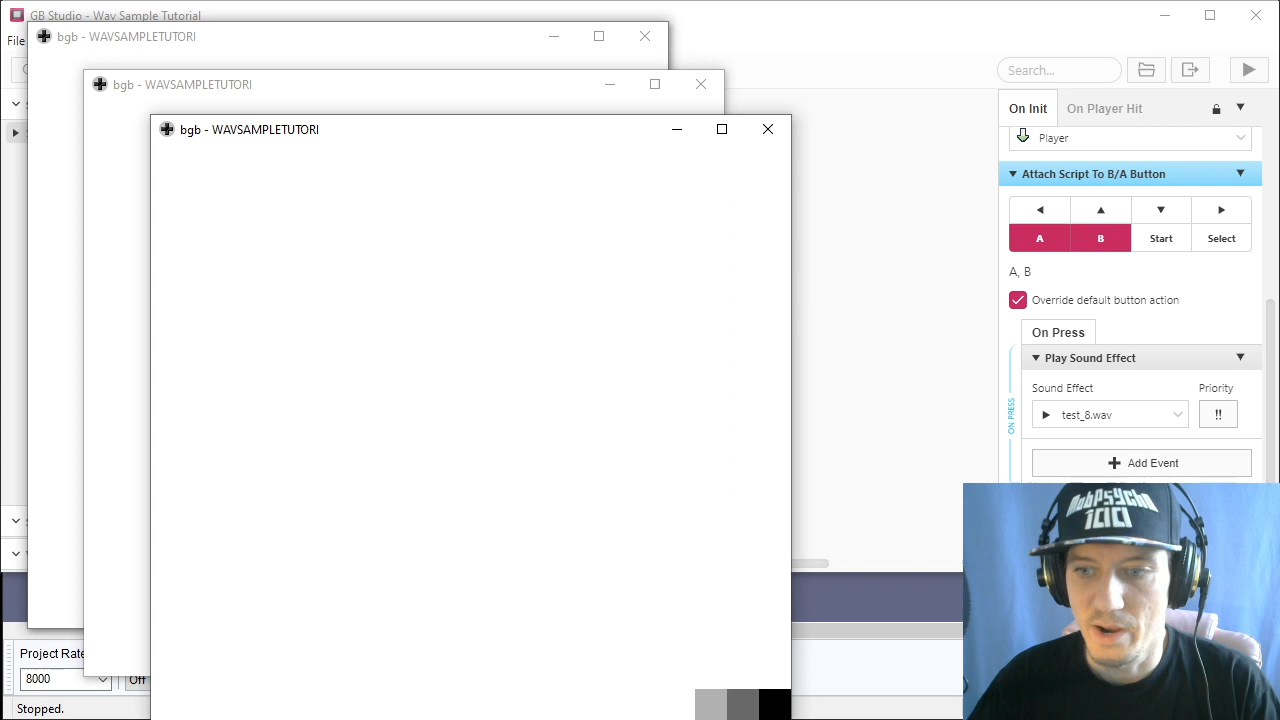 GB Studio - Wav Sample Tutorial
File
bgb - WAVSAMPLETUTORI
bgb - WAVSAMPLETUTORI
bgb - WAVSAMPLETUTORI
Search...
On Init
On Player Hit
Player
Attach Script To B/A Button
A
B
Start
Select
A, B
Override default button action
On Press
Play Sound Effect
Sound Effect
Priority
test_8.wav
!!
ON PRESS
Add Event
MobPsycho
100
Project Rate
8000
Off
Stopped.